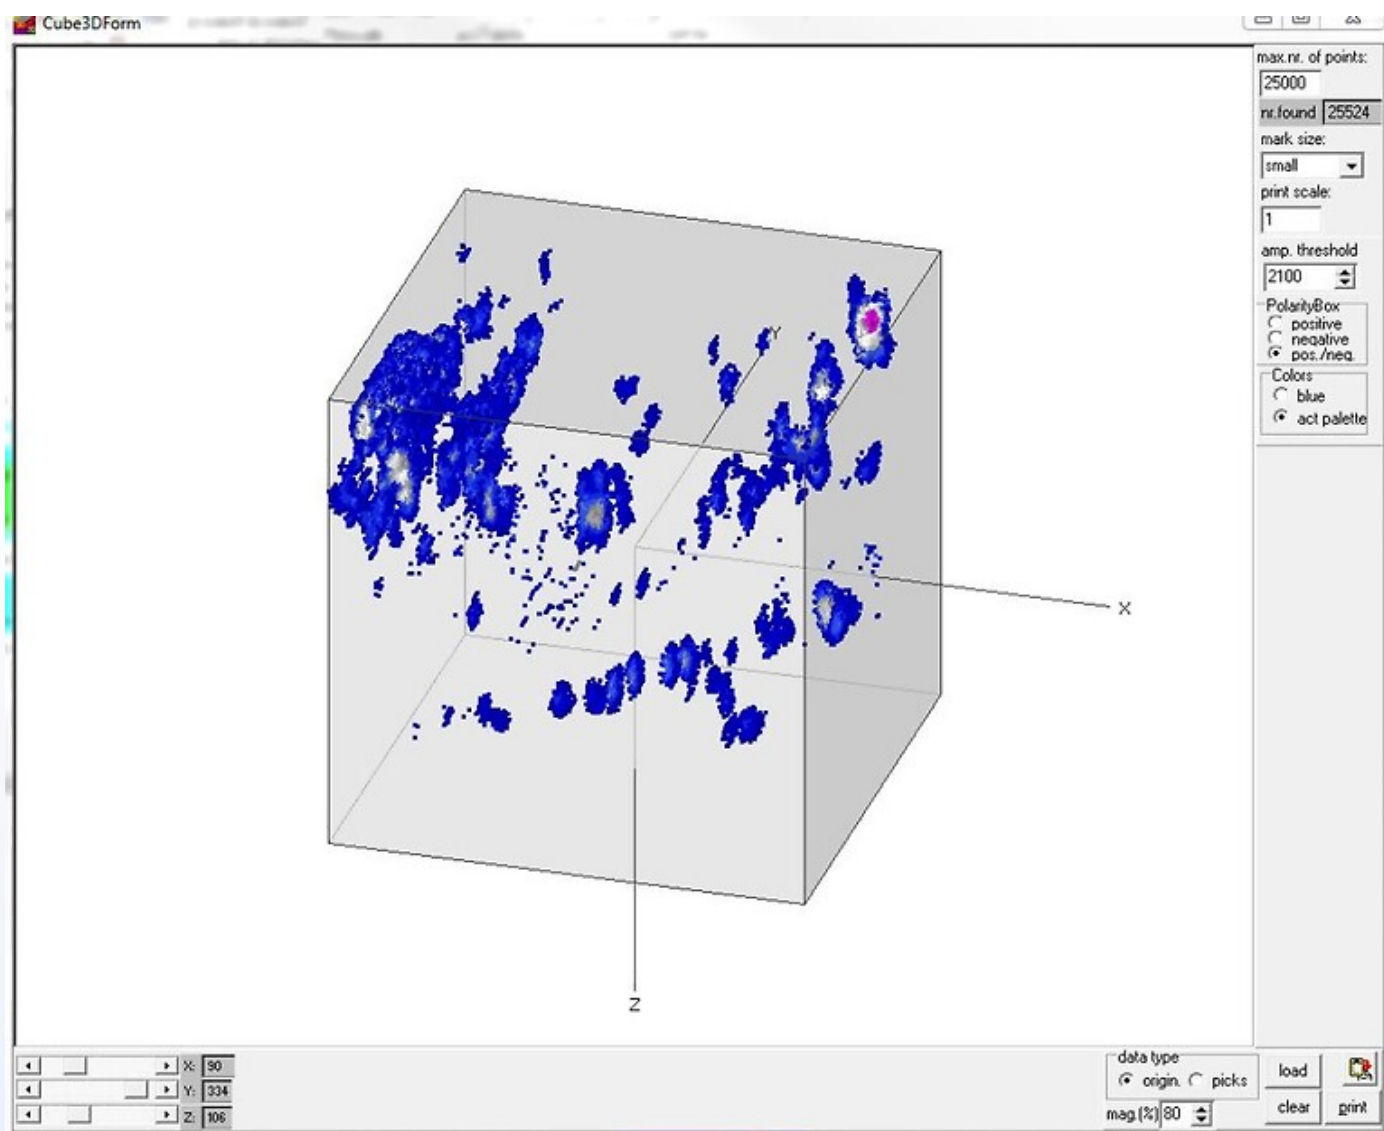 Cube3DForm
max.nr. of points:
25000
nr.found 25524
mark size:
small
print scale:
1
amp. threshold
2100
PolarityBox
positive
negative
pos./neg.
Colors
blue
act palette
Y
X
Z
X: 90
Y: 334
Z: 106
data type
origin. picks
mag.(%) 80
load
clear
print